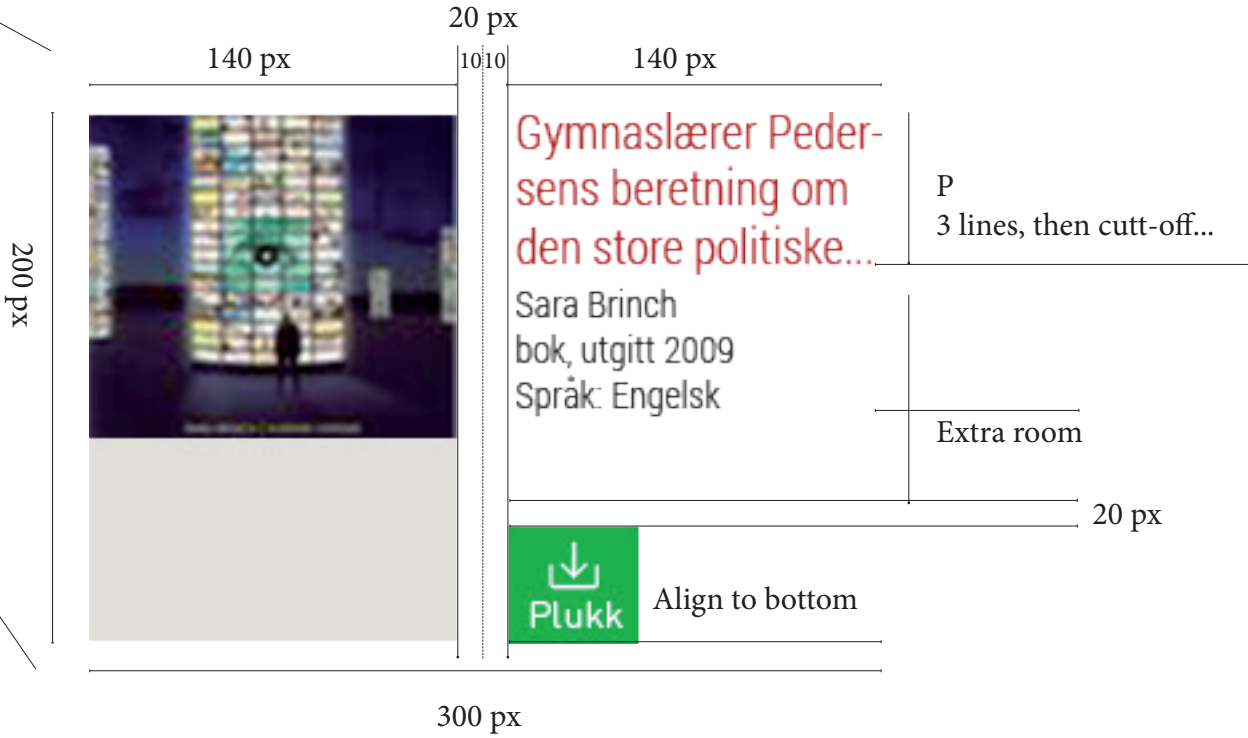 20 px
140 px
10 10
140 px
200 px
Gymnaslærer Peder-
sens beretning om
den store politiske...
P
3 lines, then cutt-off...
Sara Brinch
bok, utgitt 2009
Språk: Engelsk
Extra room
20 px
Plukk
Align to bottom
300 px